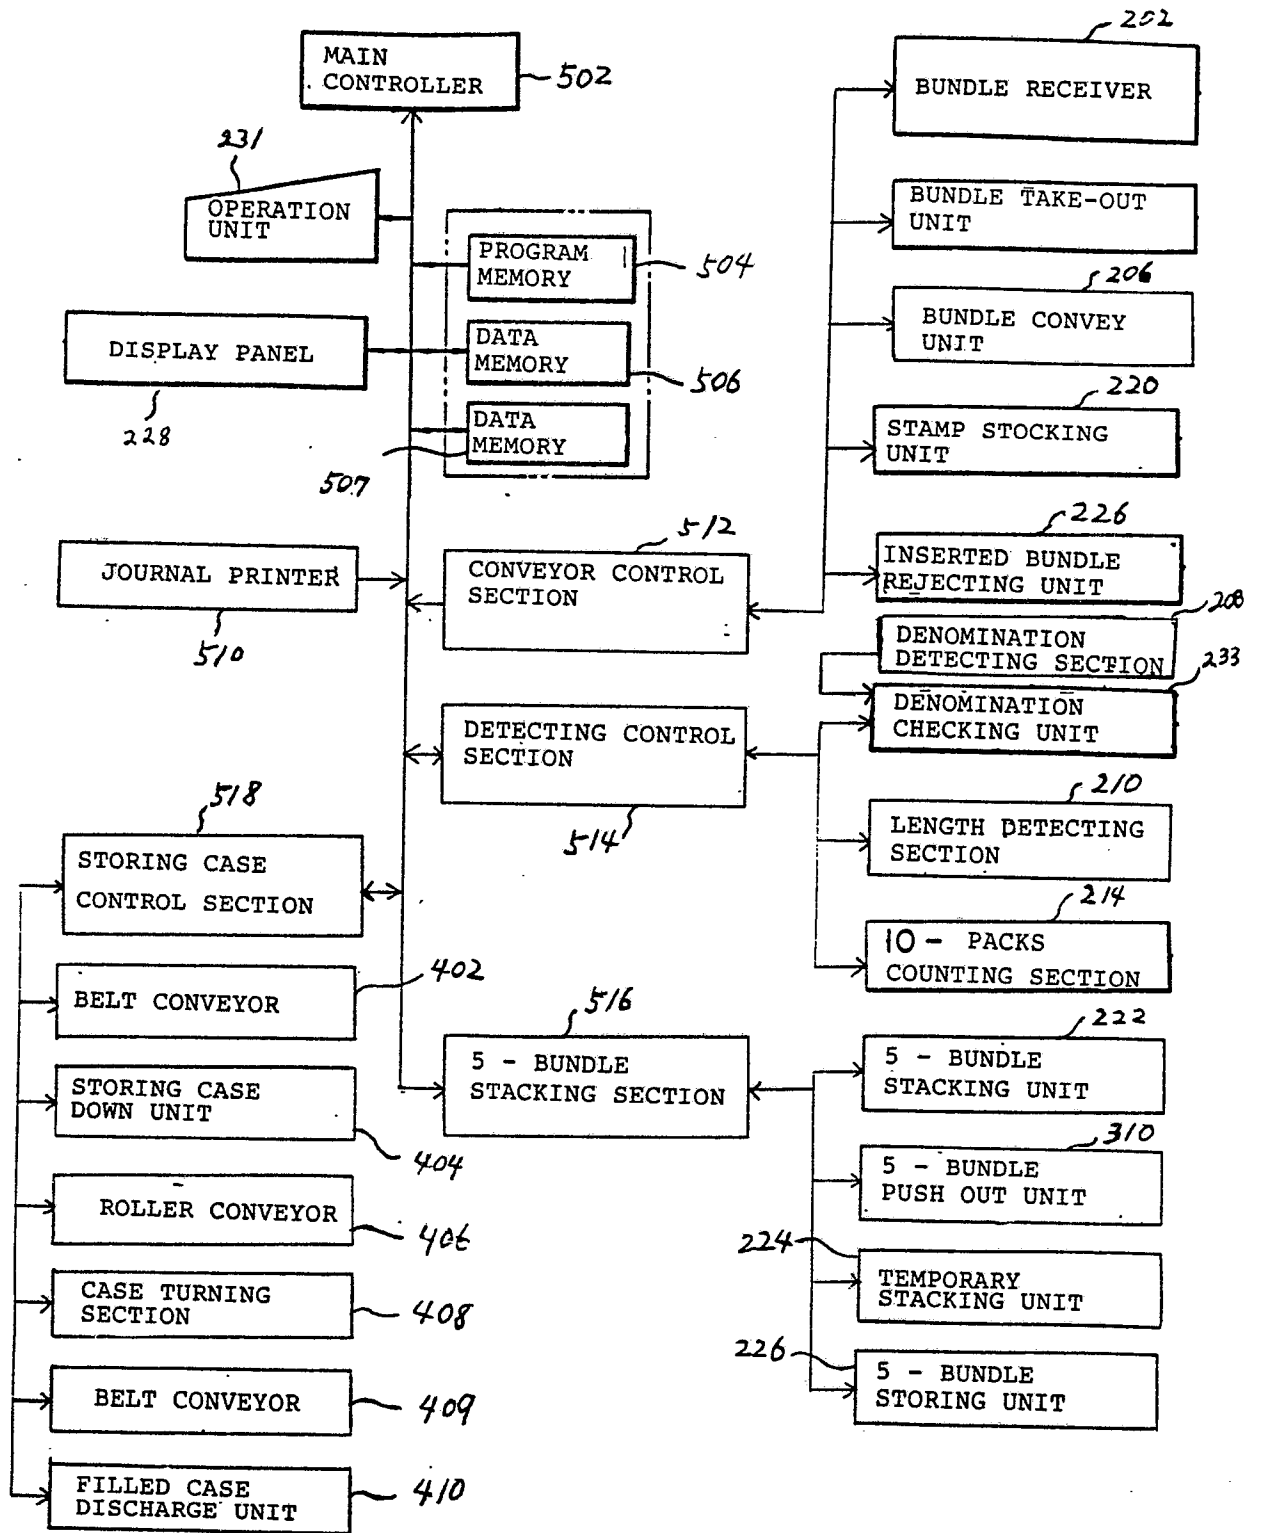 MAIN
CONTROLLER
502
231
OPERATION
UNIT
PROGRAM
MEMORY
504
DATA
MEMORY
506
DATA
MEMORY
507
DISPLAY PANEL
228
JOURNAL PRINTER
510
512
CONVEYOR CONTROL
SECTION
DETECTING CONTROL
SECTION
514
518
STORING CASE
CONTROL SECTION
BELT CONVEYOR
402
STORING CASE
DOWN UNIT
404
ROLLER CONVEYOR
406
CASE TURNING
SECTION
408
BELT CONVEYOR
409
FILLED CASE
DISCHARGE UNIT
410
516
5 - BUNDLE
STACKING SECTION
202
BUNDLE RECEIVER
BUNDLE TAKE-OUT
UNIT
206
BUNDLE CONVEY
UNIT
220
STAMP STOCKING
UNIT
226
INSERTED BUNDLE
REJECTING UNIT
208
DENOMINATION
DETECTING SECTION
233
DENOMINATION
CHECKING UNIT
210
LENGTH DETECTING
SECTION
214
10 - PACKS
COUNTING SECTION
222
5 - BUNDLE
STACKING UNIT
310
5 - BUNDLE
PUSH OUT UNIT
224
TEMPORARY
STACKING UNIT
226
5 - BUNDLE
STORING UNIT